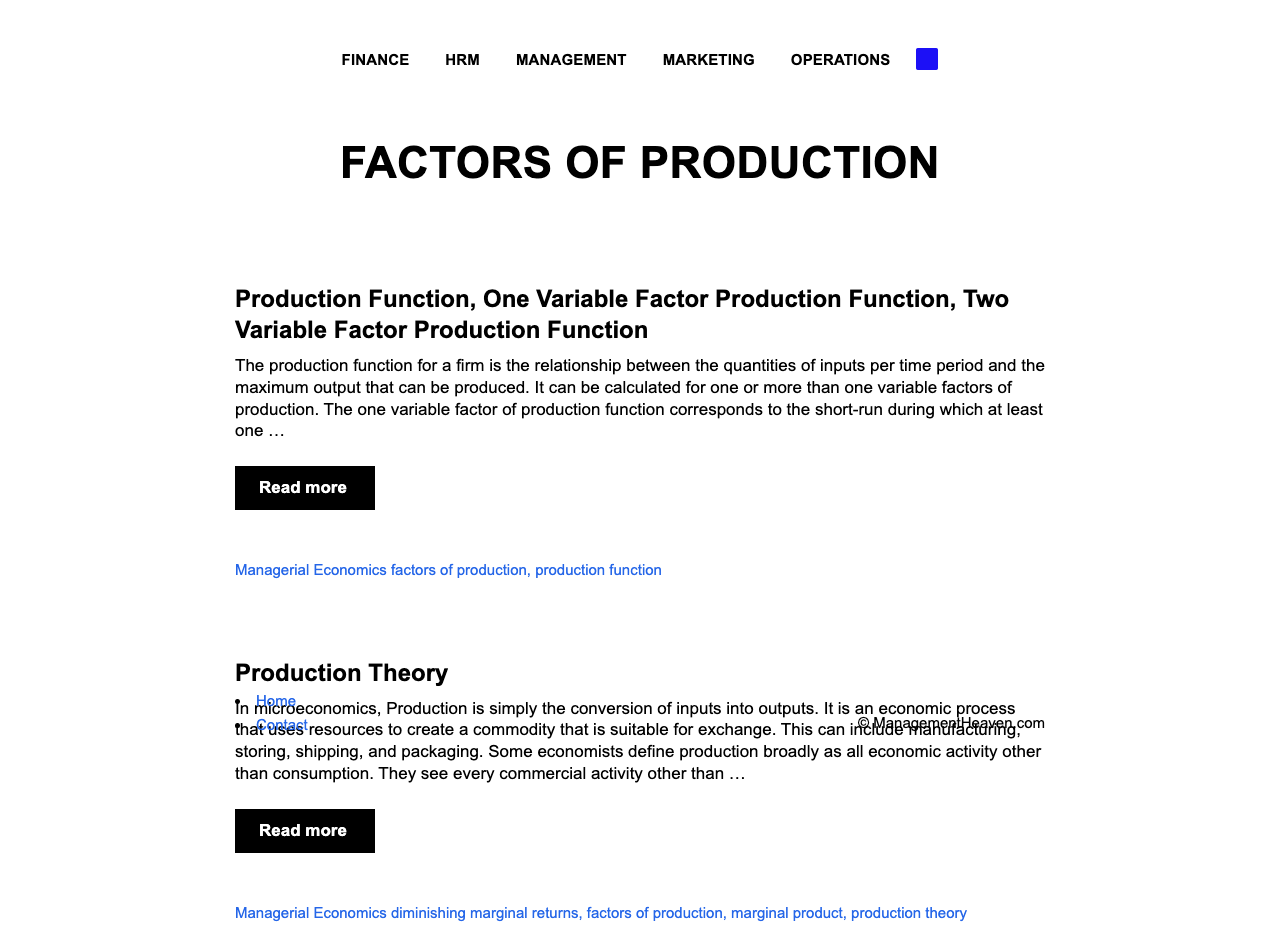 FINANCE HRM MANAGEMENT MARKETING OPERATIONS
FACTORS OF PRODUCTION
Production Function, One Variable Factor Production Function, Two
Variable Factor Production Function
The production function for a firm is the relationship between the quantities of inputs per time period and the
maximum output that can be produced. It can be calculated for one or more than one variable factors of
production. The one variable factor of production function corresponds to the short-run during which at least
one …
Read more
Managerial Economics factors of production, production function
Production Theory
Home
In microeconomics, Production is simply the conversion of inputs into outputs. It is an economic process
Contact
© ManagementHeaven.com
that uses resources to create a commodity that is suitable for exchange. This can include manufacturing,
storing, shipping, and packaging. Some economists define production broadly as all economic activity other
than consumption. They see every commercial activity other than …
Read more
Managerial Economics diminishing marginal returns, factors of production, marginal product, production theory